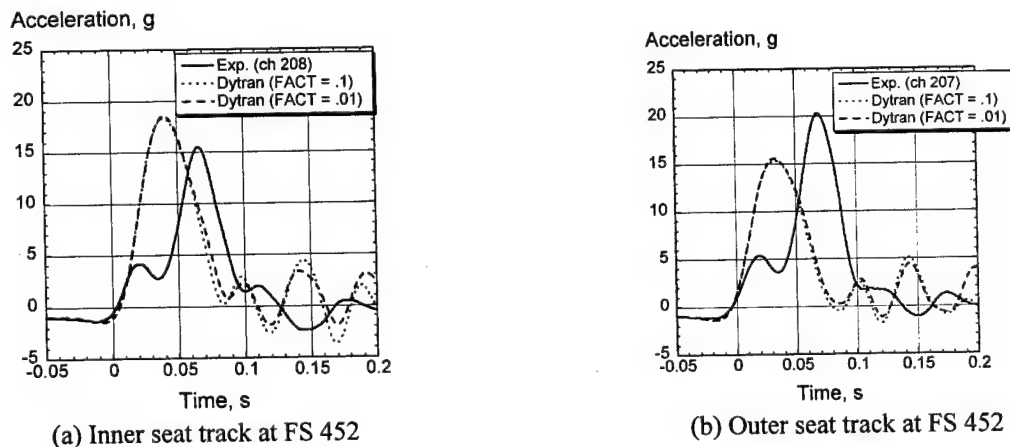 Acceleration, g
25
20
15
10
5
0
-5
Exp. (ch 208)
Dytran (FACT = .1)
Dytran (FACT = .01)
-0.05 0 0.05 0.1 0.15 0.2
Time, s
(a) Inner seat track at FS 452
Acceleration, g
25
20
15
10
5
0
-5
Exp. (ch 207)
Dytran (FACT = .1)
Dytran (FACT = .01)
-0.05 0 0.05 0.1 0.15 0.2
Time, s
(b) Outer seat track at FS 452